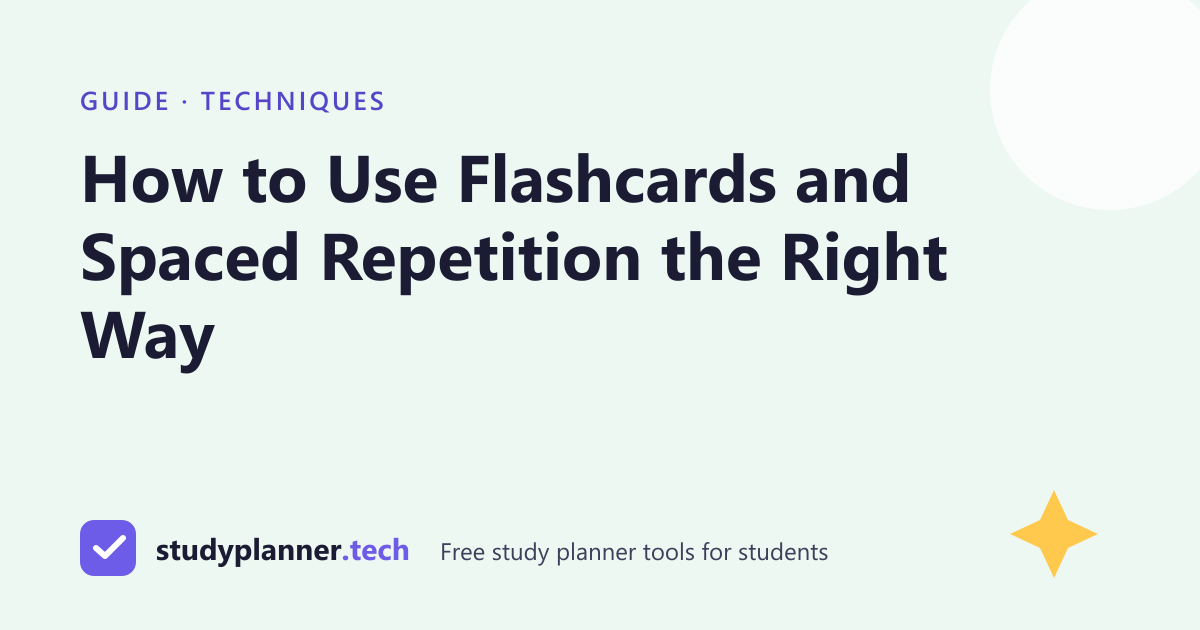 GUIDE · TECHNIQUES
How to Use Flashcards and
Spaced Repetition the Right
Way
studyplanner.tech Free study planner tools for students